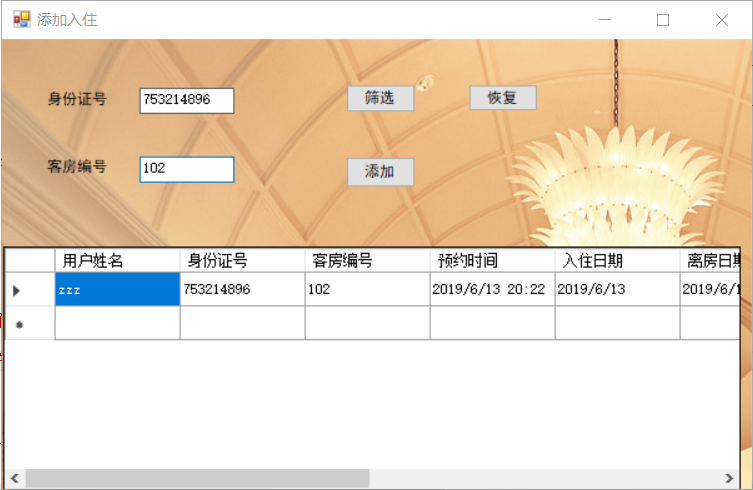 添加入住
身份证号 753214896 筛选 恢复
客房编号 102 添加
用户姓名 身份证号 客房编号 预约时间 入住日期 离房日期
zzz 753214896 102 2019/6/13 20:22 2019/6/13 2019/6/1